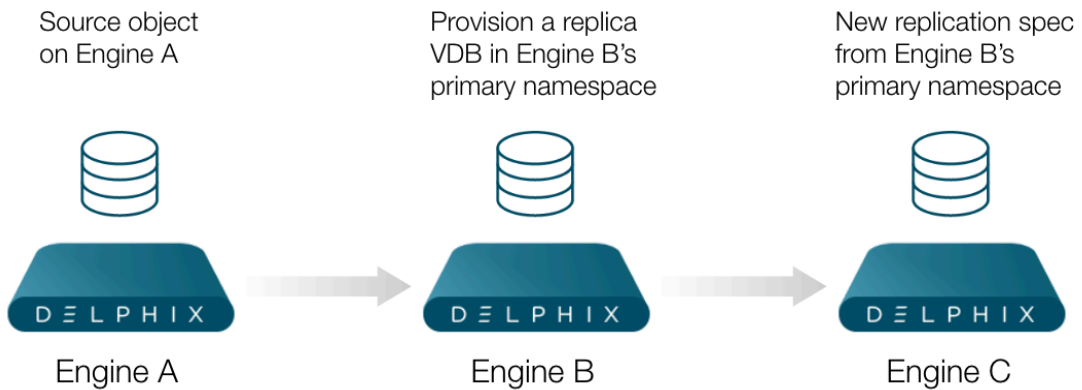 Source object
on Engine A
Provision a replica
VDB in Engine B's
primary namespace
New replication spec
from Engine B's
primary namespace
DELPHIX
DELPHIX
DELPHIX
Engine A
Engine B
Engine C